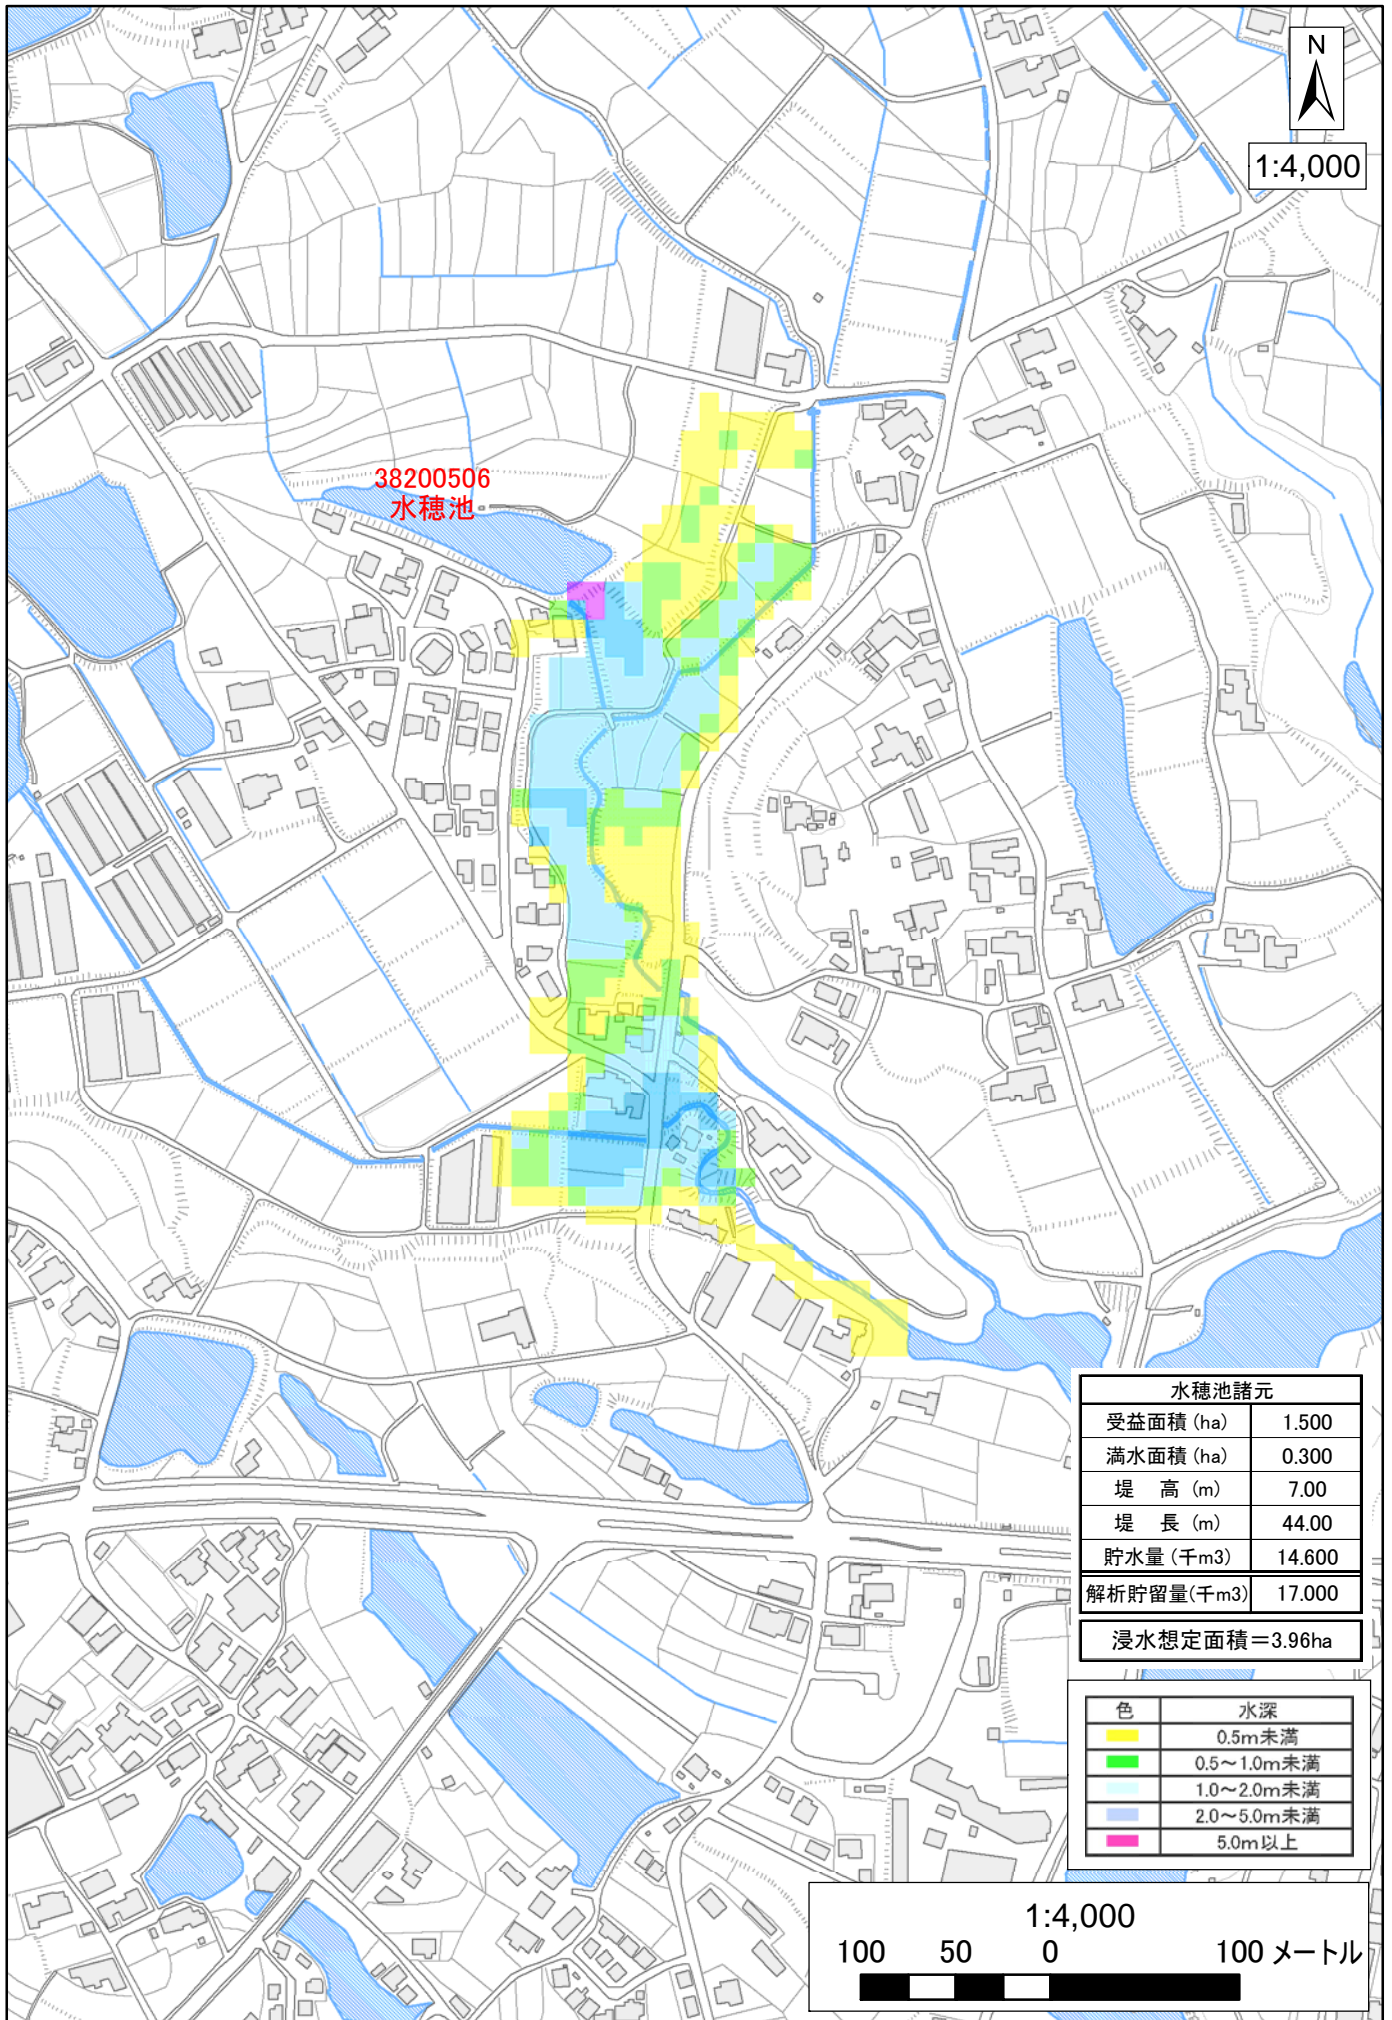 N
1:4,000
38200506
水穂池
水穂池諸元
受益面積 (ha) 1.500
満水面積 (ha) 0.300
堤 高 (m) 7.00
堤 長 (m) 44.00
貯水量 (千m3) 14.600
解析貯留量(千m3) 17.000
浸水想定面積=3.96ha
色 水深
0.5m未満
0.5~1.0m未満
1.0~2.0m未満
2.0~5.0m未満
5.0m以上
1:4,000
100 50 0 100 メートル